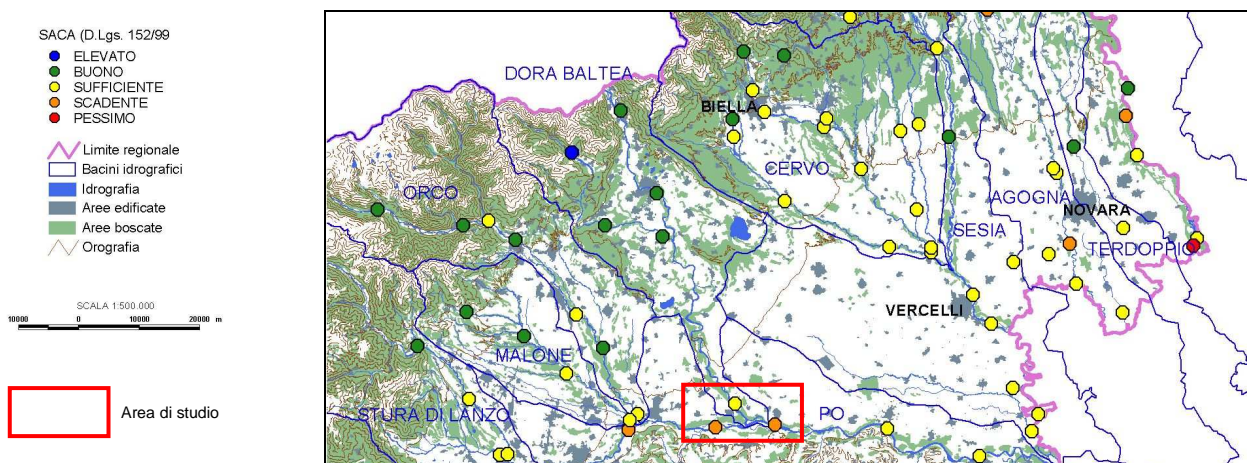 SACA (D.Lgs. 152/99
ELEVATO
BUONO
SUFFICIENTE
SCADENTE
PESSIMO
Limite regionale
Bacini idrografici
Idrografia
Aree edificate
Aree boscate
Orografia
SCALA 1:500.000
10000 0 10000 20000 m
Area di studio
DORA BALTEA
BIELLA
CERVO
ORCO
AGOGNA
NOVARA
SESIA
TERDOPPIO
VERCELLI
MALONE
STURA DI LANZO
PO